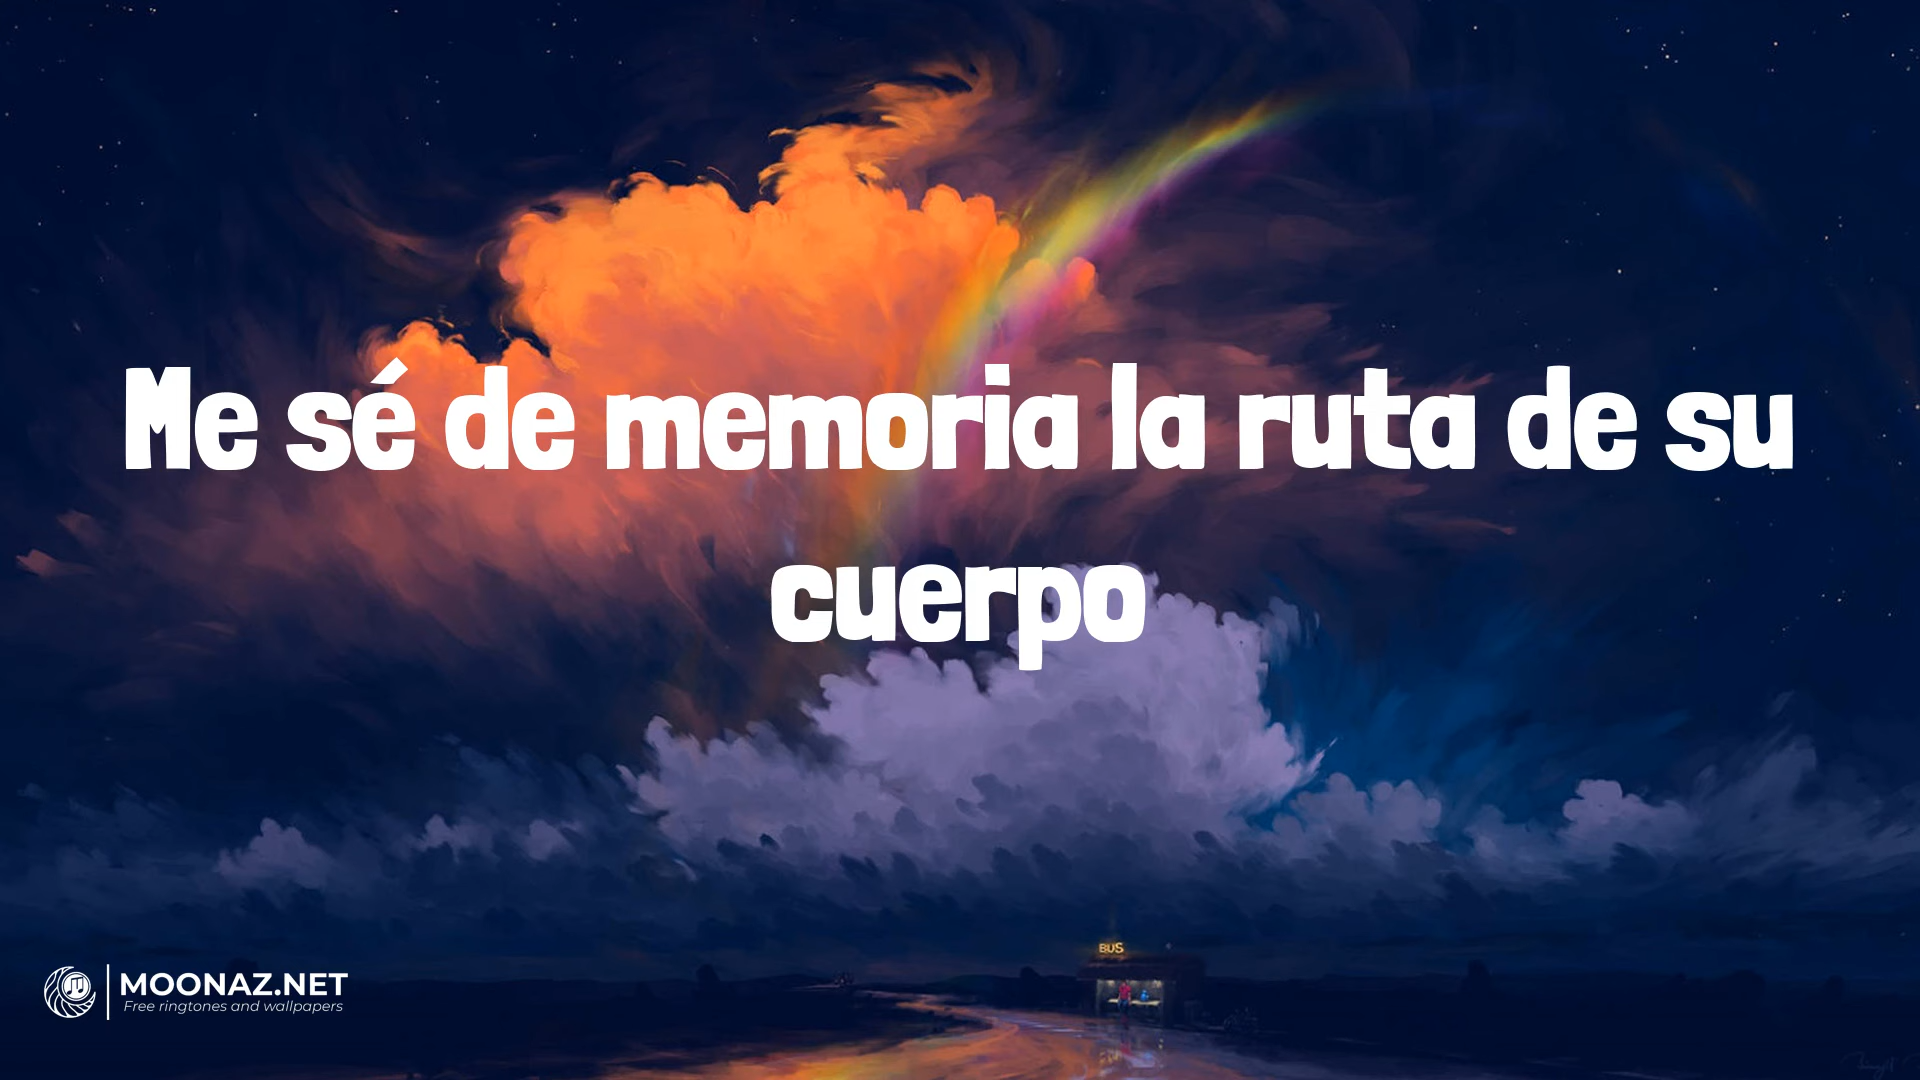 Me sé de memoria la ruta de su
cuerpo
BUS
MOONAZ.NET
Free ringtones and wallpapers